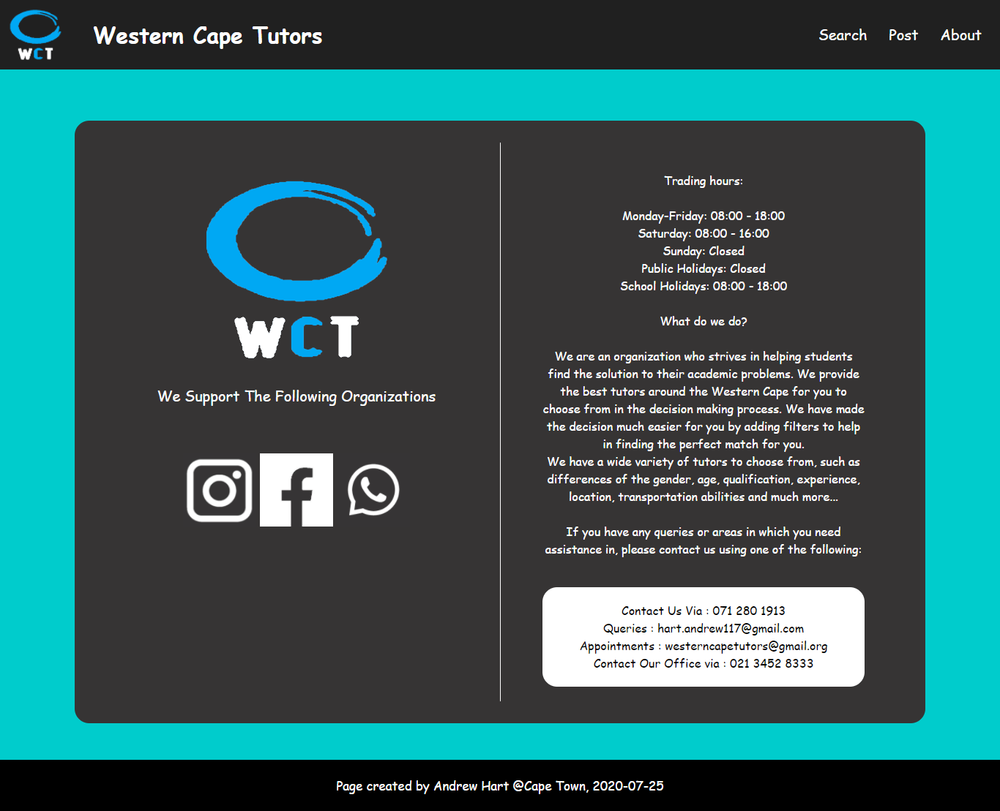 WCT
Western Cape Tutors
Search Post About
WCT
We Support The Following Organizations
Trading hours:
Monday-Friday: 08:00 - 18:00
Saturday: 08:00 - 16:00
Sunday: Closed
Public Holidays: Closed
School Holidays: 08:00 - 18:00
What do we do?
We are an organization who strives in helping students
find the solution to their academic problems. We provide
the best tutors around the Western Cape for you to
choose from in the decision making process. We have made
the decision much easier for you by adding filters to help
in finding the perfect match for you.
We have a wide variety of tutors to choose from, such as
differences of the gender, age, qualification, experience,
location, transportation abilities and much more...
If you have any queries or areas in which you need
assistance in, please contact us using one of the following:
Contact Us Via : 071 280 1913
Queries : hart.andrew117@gmail.com
Appointments : westerncapetutors@gmail.org
Contact Our Office via : 021 3452 8333
Page created by Andrew Hart @Cape Town, 2020-07-25